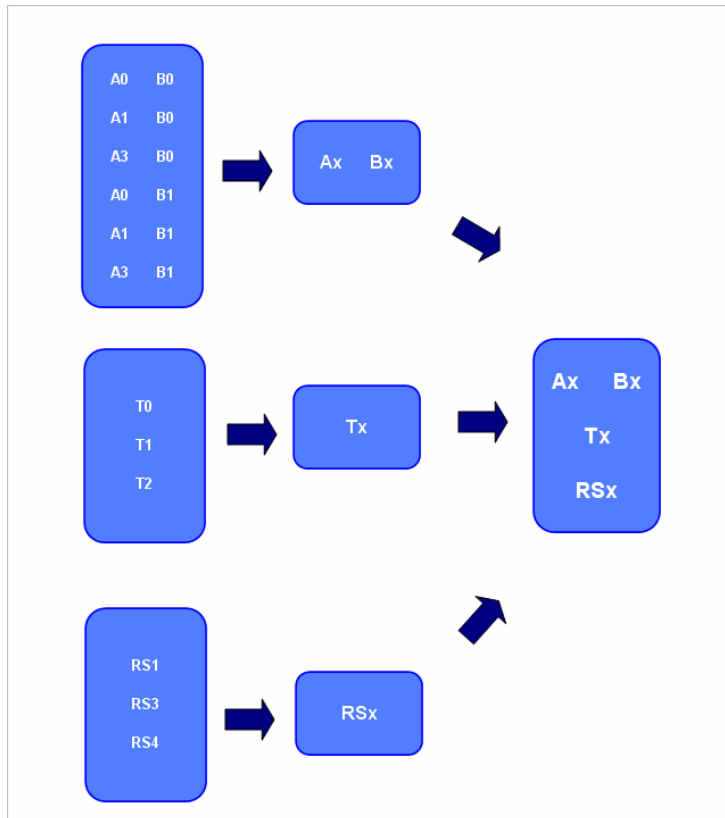 A0 B0
A1 B0
A3 B0
A0 B1
A1 B1
A3 B1
Ax Bx
T0
T1
T2
Tx
RS1
RS3
RS4
RSx
Ax Bx
Tx
RSx